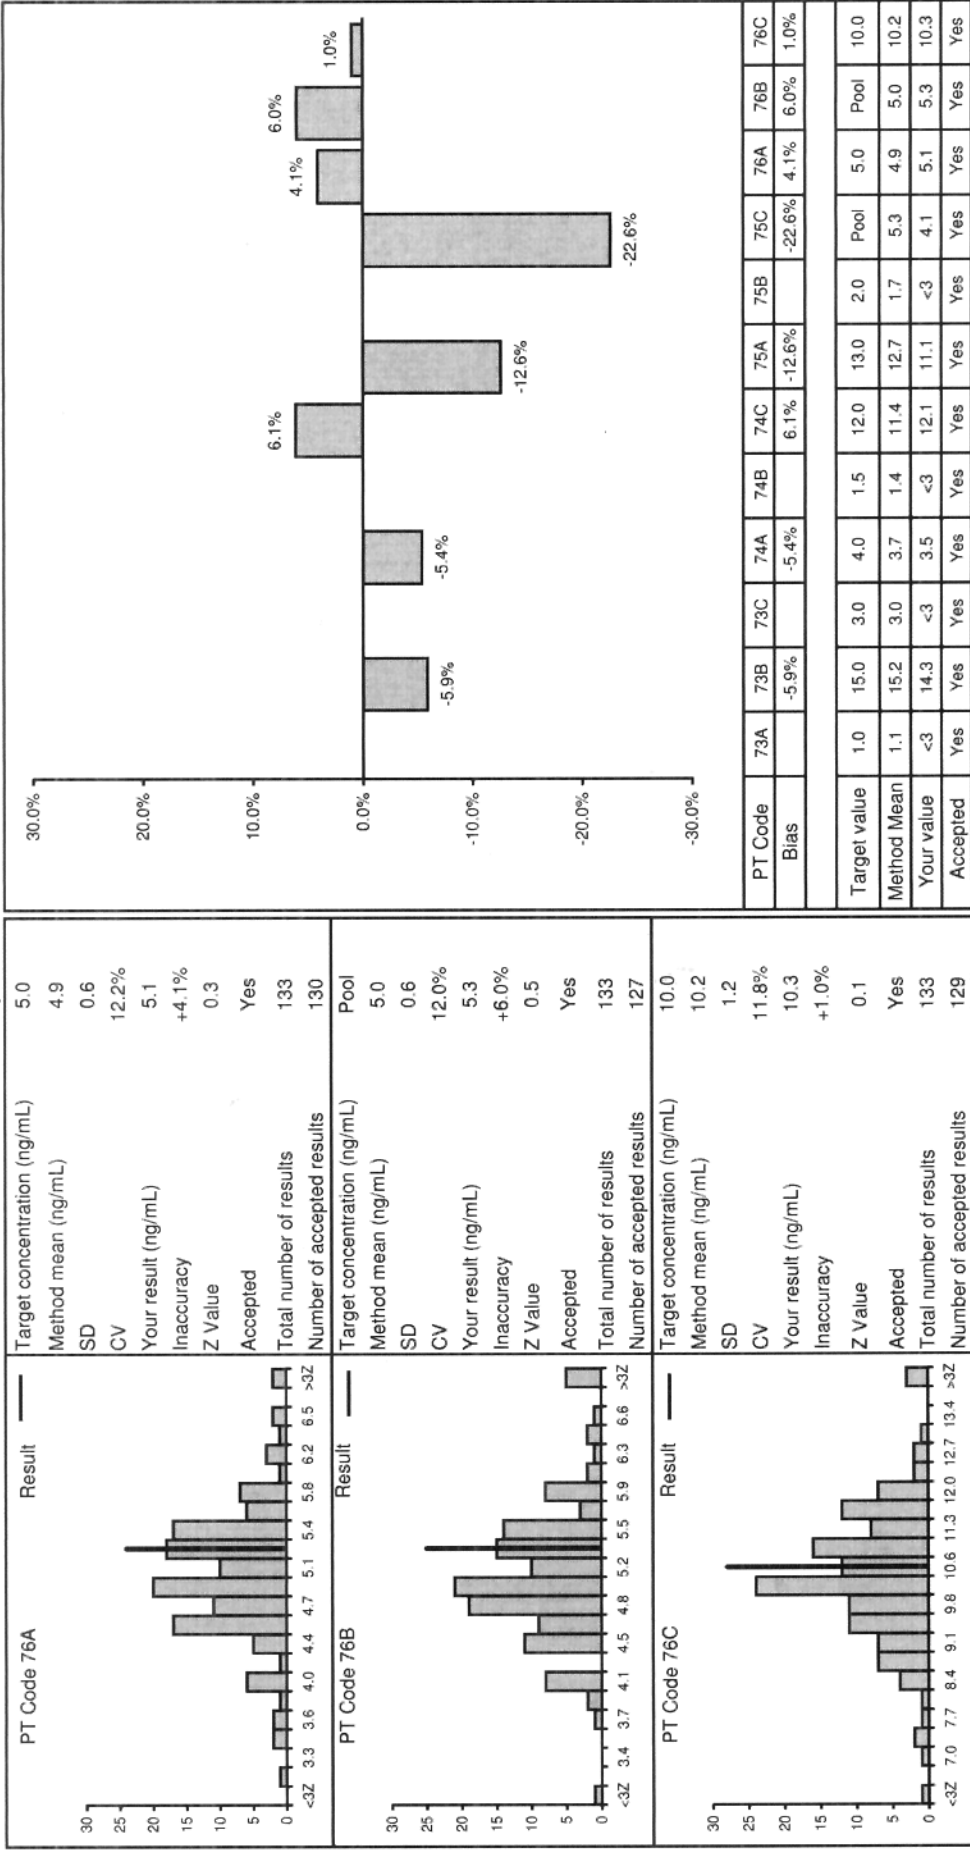 PT Code 76A
Result
30
25
20
15
10
5
0
<3Z 3.3 3.6 4.0 4.4 4.7 5.1 5.4 5.8 6.2 6.5 >3Z
Target concentration (ng/mL) 5.0
Method mean (ng/mL) 4.9
SD 0.6
CV 12.2%
Your result (ng/mL) 5.1
Inaccuracy +4.1%
Z Value 0.3
Accepted Yes
Total number of results 133
Number of accepted results 130
PT Code 76B
Result
30
25
20
15
10
5
0
<3Z 3.4 3.7 4.1 4.5 4.8 5.2 5.5 5.9 6.3 6.6 >3Z
Target concentration (ng/mL) Pool
Method mean (ng/mL) 5.0
SD 0.6
CV 12.0%
Your result (ng/mL) 5.3
Inaccuracy +6.0%
Z Value 0.5
Accepted Yes
Total number of results 133
Number of accepted results 127
PT Code 76C
Result
30
25
20
15
10
5
0
<3Z 7.0 7.7 8.4 9.1 9.8 10.6 11.3 12.0 12.7 13.4 >3Z
Target concentration (ng/mL) 10.0
Method mean (ng/mL) 10.2
SD 1.2
CV 11.8%
Your result (ng/mL) 10.3
Inaccuracy +1.0%
Z Value 0.1
Accepted Yes
Total number of results 133
Number of accepted results 129
30.0%
20.0%
10.0%
0.0%
-10.0%
-20.0%
-30.0%
-5.9%
-5.4%
6.1%
-12.6%
-22.6%
4.1%
6.0%
1.0%
PT Code 73A 73B 73C 74A 74B 74C 75A 75B 75C 76A 76B 76C
Bias -5.9% -5.4% 6.1% -12.6% -22.6% 4.1% 6.0% 1.0%
Target value 1.0 15.0 3.0 4.0 1.5 12.0 13.0 2.0 Pool 5.0 Pool 10.0
Method Mean 1.1 15.2 3.0 3.7 1.4 11.4 12.7 1.7 5.3 4.9 5.0 10.2
Your value <3 14.3 <3 3.5 <3 12.1 11.1 <3 4.1 5.1 5.3 10.3
Accepted Yes Yes Yes Yes Yes Yes Yes Yes Yes Yes Yes Yes